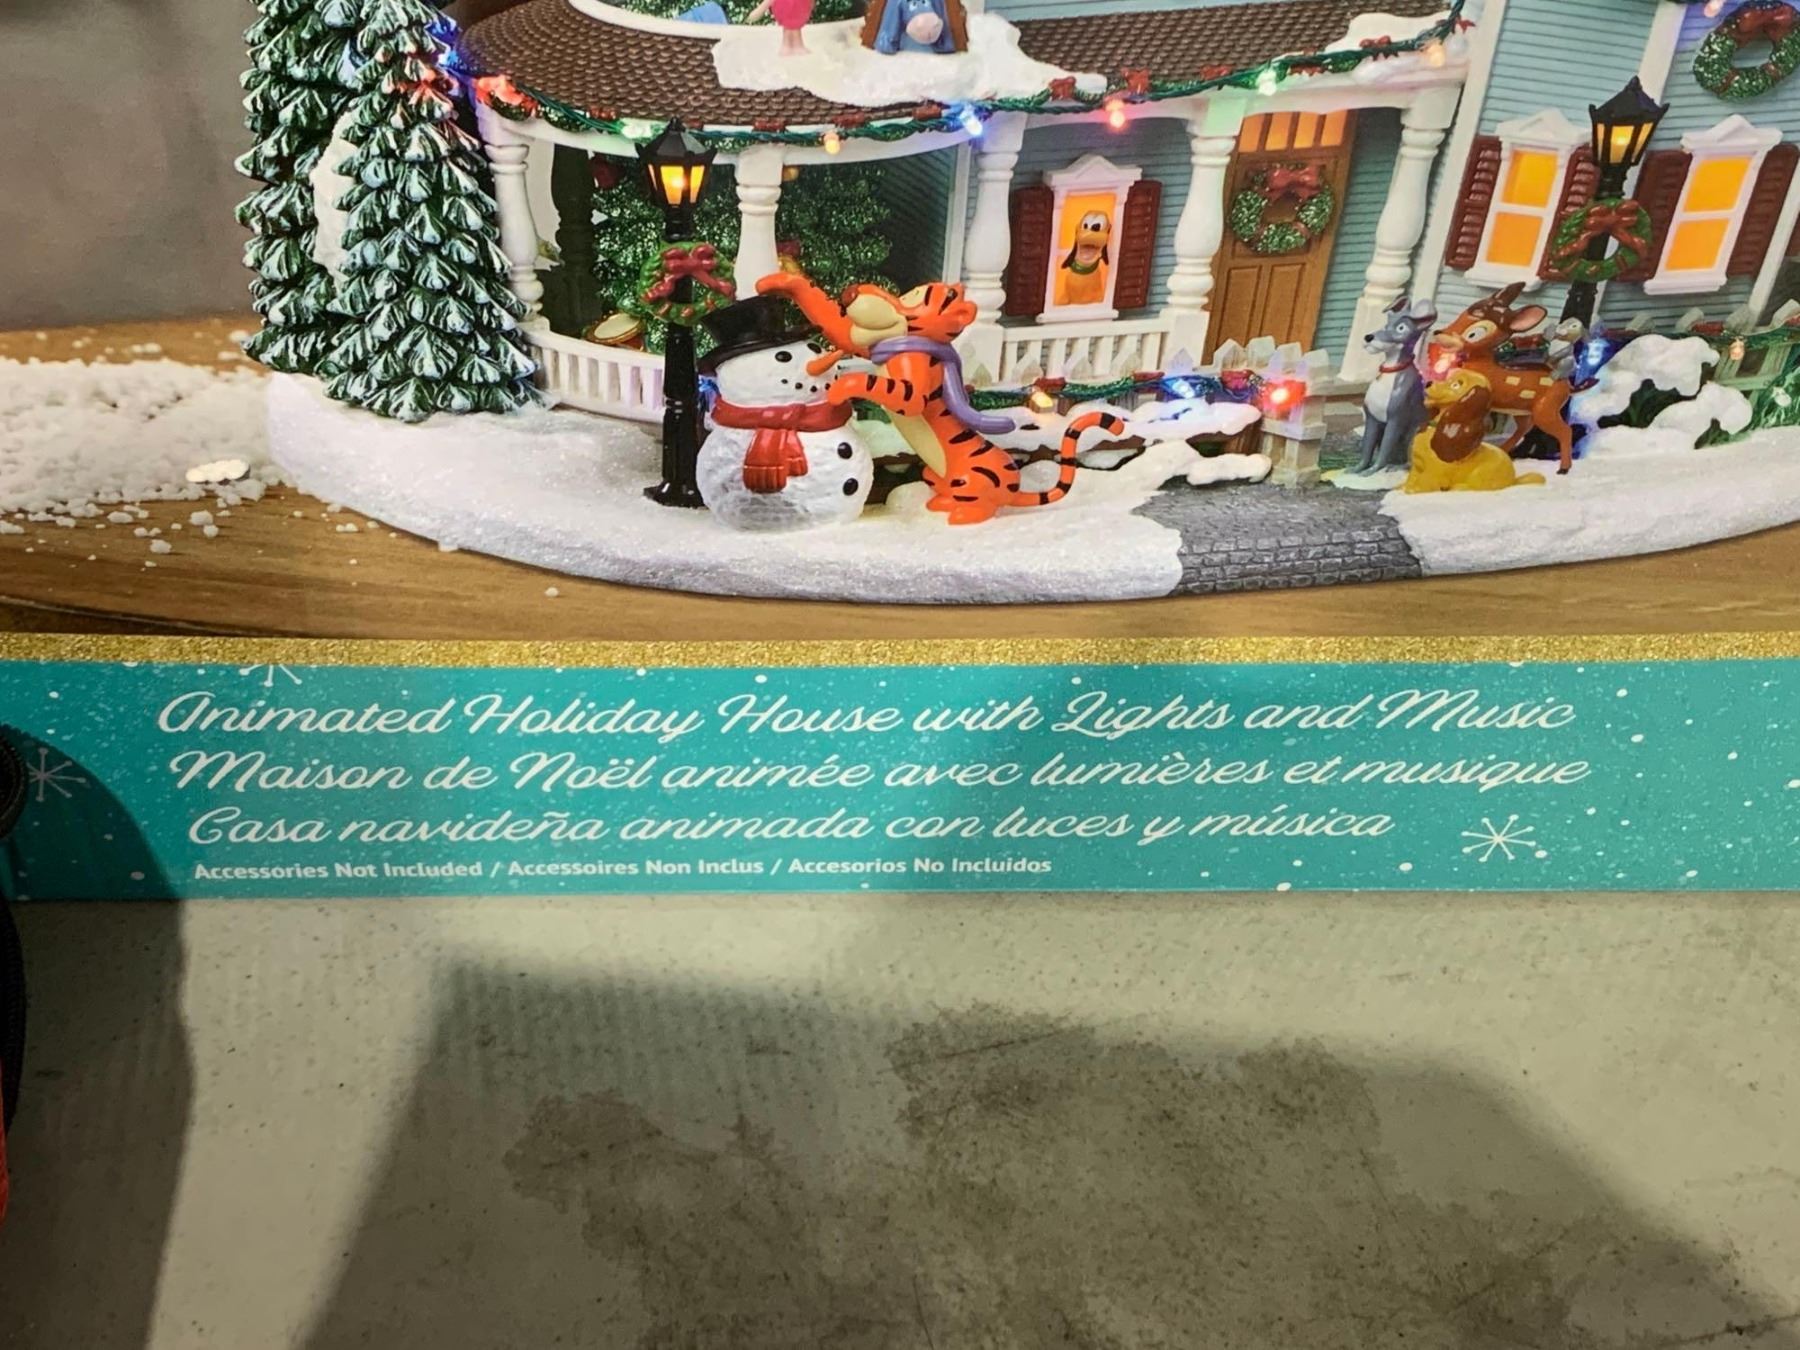 Animated Holiday House with Lights and Music
Maison de Noël animée avec lumières et musique
Casa navideña animada con luces y música
Accessories Not Included / Accessoires Non Inclus / Accesorios No Incluidos